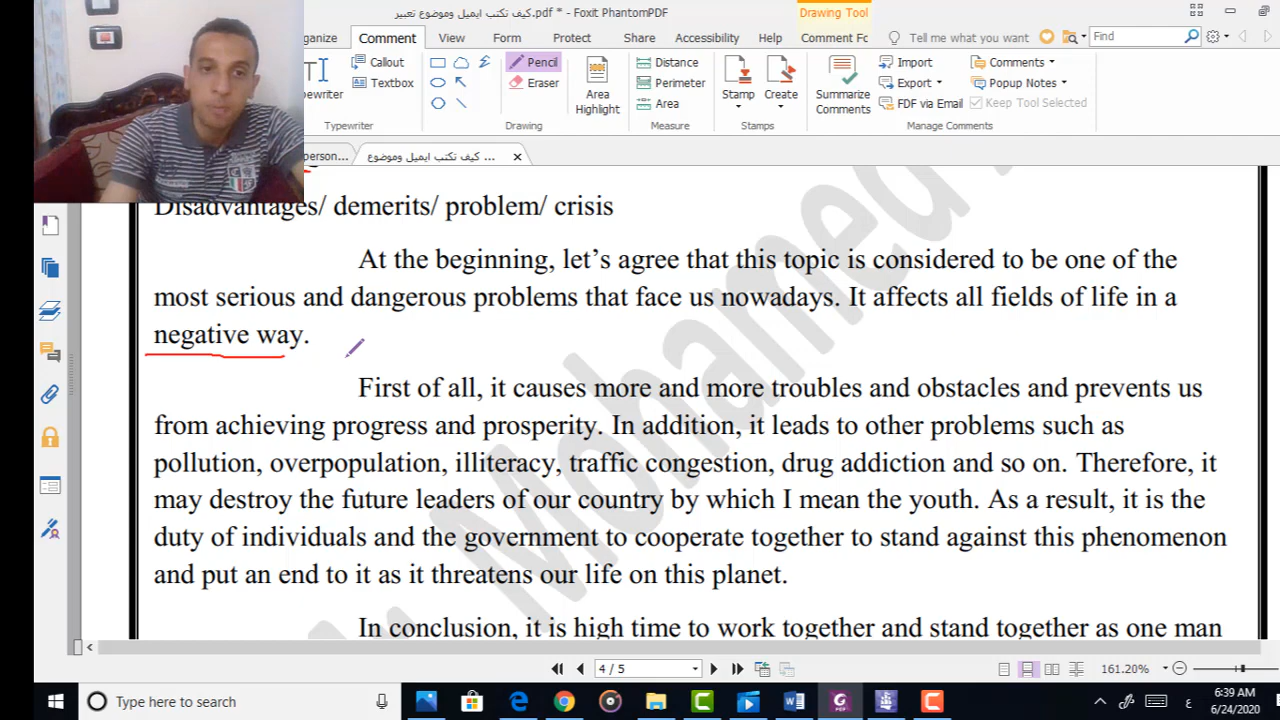 كيف تكتب ايميل وموضوع تعبير.pdf * - Foxit PhantomPDF
Drawing Tool
ganize Comment View Form Protect Share Accessibility Help Comment Fc Tell me what you want Find
Callout
Textbox
ewriter
Typewriter
Pencil
Eraser
Area
Highlight
Drawing
Distance
Perimeter
Area
Measure
Stamp
Create
Stamps
Summarize
Comments
Import
Export
FDF via Email
Comments
Popup Notes
Keep Tool Selected
Manage Comments
person...
كيف تكتب ايميل وموضوع ...
Disadvantages/ demerits/ problem/ crisis
At the beginning, let's agree that this topic is considered to be one of the
most serious and dangerous problems that face us nowadays. It affects all fields of life in a
negative way.
First of all, it causes more and more troubles and obstacles and prevents us
from achieving progress and prosperity. In addition, it leads to other problems such as
pollution, overpopulation, illiteracy, traffic congestion, drug addiction and so on. Therefore, it
may destroy the future leaders of our country by which I mean the youth. As a result, it is the
duty of individuals and the government to cooperate together to stand against this phenomenon
and put an end to it as it threatens our life on this planet.
In conclusion, it is high time to work together and stand together as one man
Mohamed
4 / 5
161.20%
Type here to search
ع
6:39 AM
6/24/2020